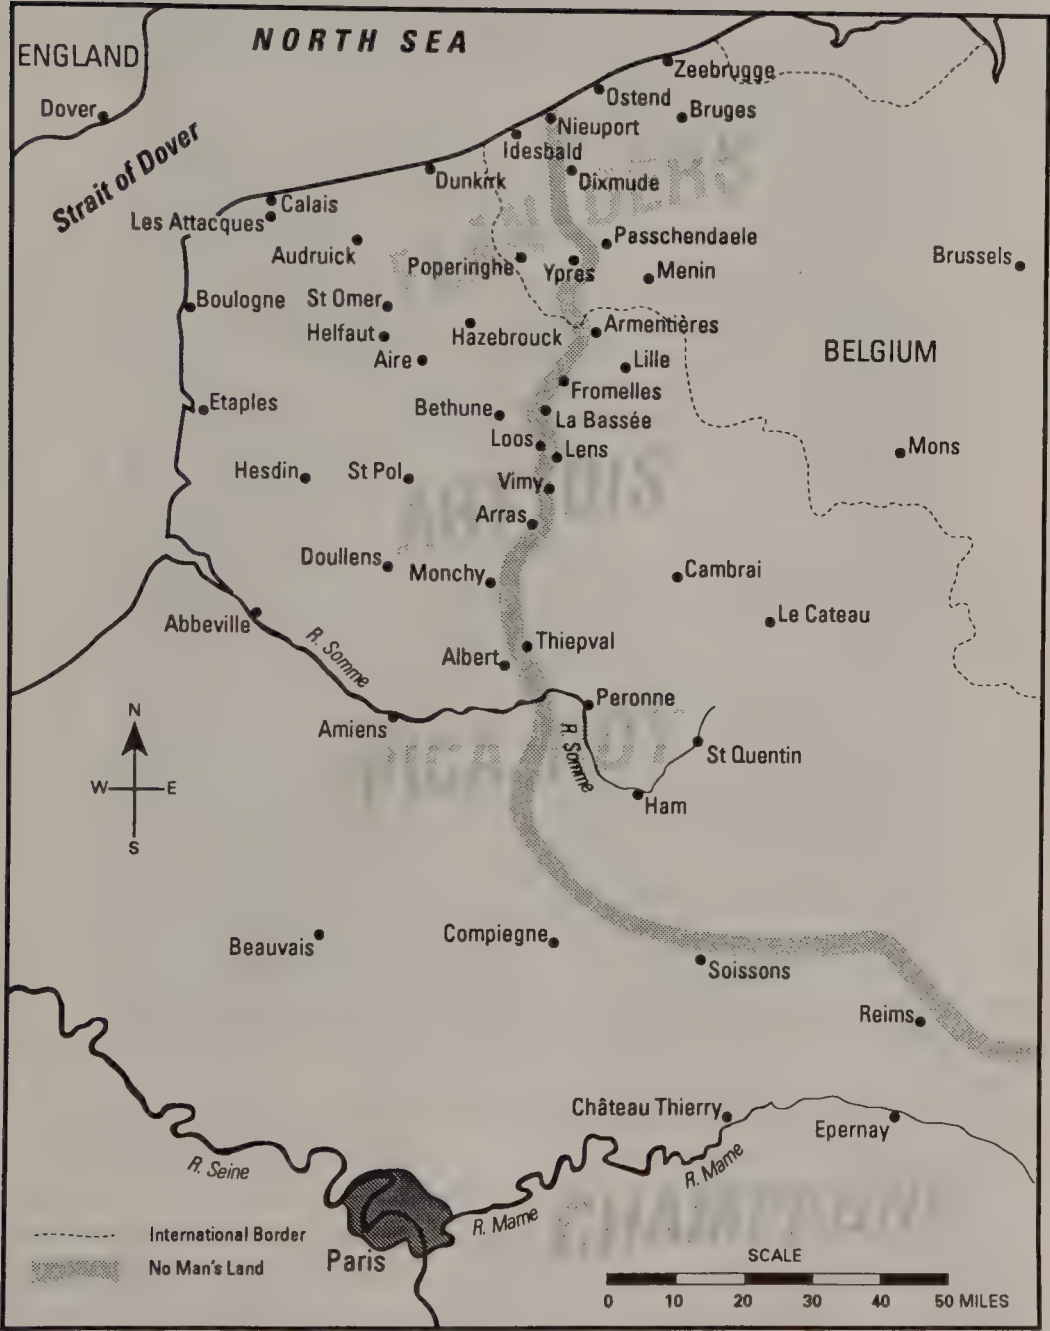 NORTH SEA
ENGLAND
Dover
Strait of Dover
Zeebrugge
Ostend
Bruges
Nieuport
Idesbald
Dunkirk
Dixmude
FLANDERS
Calais
Les Attacques
Audruick
Passchendaele
Poperinghe
Ypres
Menin
Brussels
Boulogne
St Omer
Helfaut
Hazebrouck
Armentières
Aire
Lille
BELGIUM
Fromelles
Etaples
Bethune
La Bassée
Loos
Lens
Mons
Hesdin
St Pol
Vimy
ARTOIS
Arras
Doullens
Monchy
Cambrai
Le Cateau
Abbeville
R. Somme
Thiepval
Albert
Peronne
Amiens
R. Somme
PICARDY
St Quentin
Ham
N
W
E
S
Beauvais
Compiegne
Soissons
Reims
Château Thierry
Epernay
R. Seine
R. Marne
R. Marne
Paris
International Border
No Man's Land
SCALE
0 10 20 30 40 50 MILES